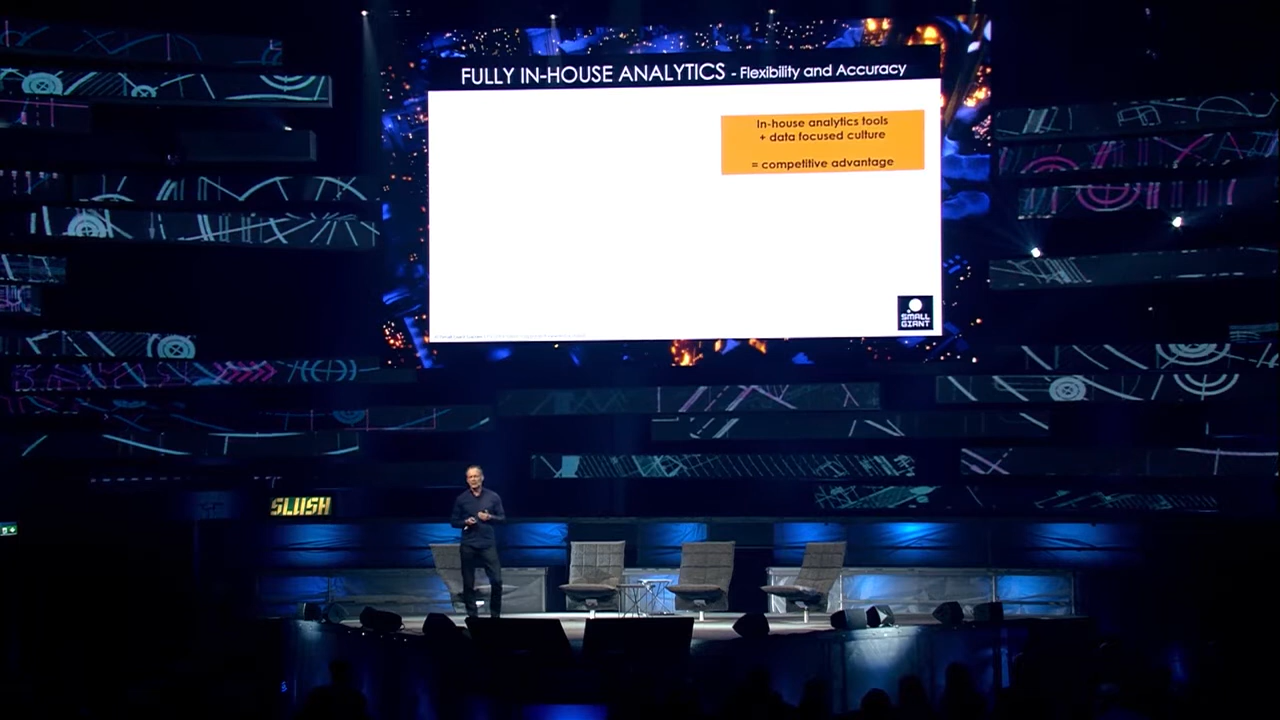 FULLY IN-HOUSE ANALYTICS - Flexibility and Accuracy
In-house analytics tools
+ data focused culture
= competitive advantage
SMALL
GIANT
SLUSH